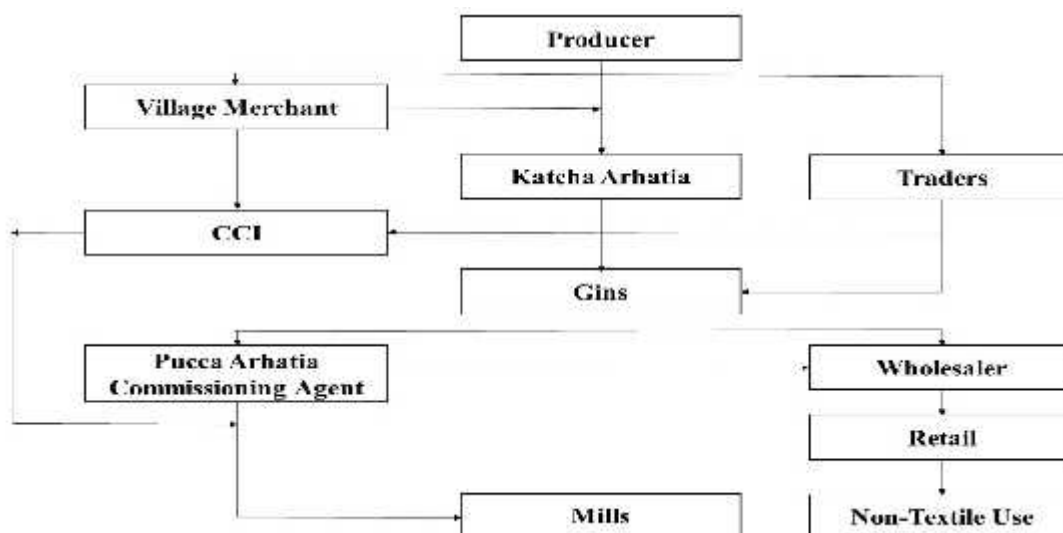 Producer
Village Merchant
Katcha Arhatia
Traders
CCI
Gins
Pucca Arhatia
Commissioning Agent
Wholesaler
Retail
Mills
Non-Textile Use